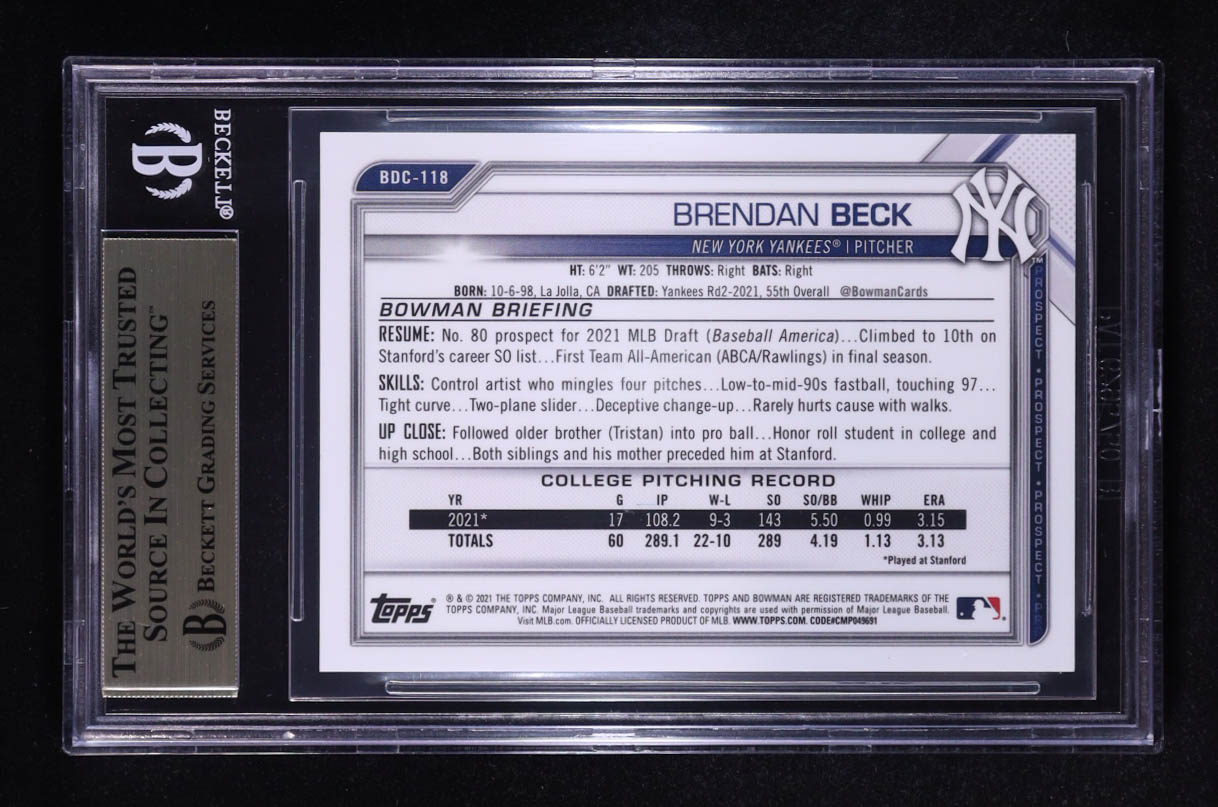 BECKETT®
B
THE WORLD'S MOST TRUSTED
SOURCE IN COLLECTING™
B BECKETT GRADING SERVICES
BDC-118
BRENDAN BECK
NEW YORK YANKEES® | PITCHER
NY
TM
HT: 6'2" WT: 205 THROWS: Right BATS: Right
BORN: 10-6-98, La Jolla, CA DRAFTED: Yankees Rd2-2021, 55th Overall @BowmanCards
BOWMAN BRIEFING
RESUME: No. 80 prospect for 2021 MLB Draft (Baseball America)...Climbed to 10th on
Stanford's career SO list...First Team All-American (ABCA/Rawlings) in final season.
SKILLS: Control artist who mingles four pitches...Low-to-mid-90s fastball, touching 97...
Tight curve...Two-plane slider...Deceptive change-up...Rarely hurts cause with walks.
UP CLOSE: Followed older brother (Tristan) into pro ball...Honor roll student in college and
high school...Both siblings and his mother preceded him at Stanford.
COLLEGE PITCHING RECORD
YR G IP W-L SO SO/BB WHIP ERA
2021* 17 108.2 9-3 143 5.50 0.99 3.15
TOTALS 60 289.1 22-10 289 4.19 1.13 3.13
*Played at Stanford
Topps® ® & © 2021 THE TOPPS COMPANY, INC. ALL RIGHTS RESERVED. TOPPS AND BOWMAN ARE REGISTERED TRADEMARKS OF THE
TOPPS COMPANY, INC. Major League Baseball trademarks and copyrights are used with permission of Major League Baseball.
Visit MLB.com. OFFICIALLY LICENSED PRODUCT OF MLB. WWW.TOPPS.COM. CODE#CMP049691
PROSPECT • PROSPECT • PROSPECT • PROSPECT • PR